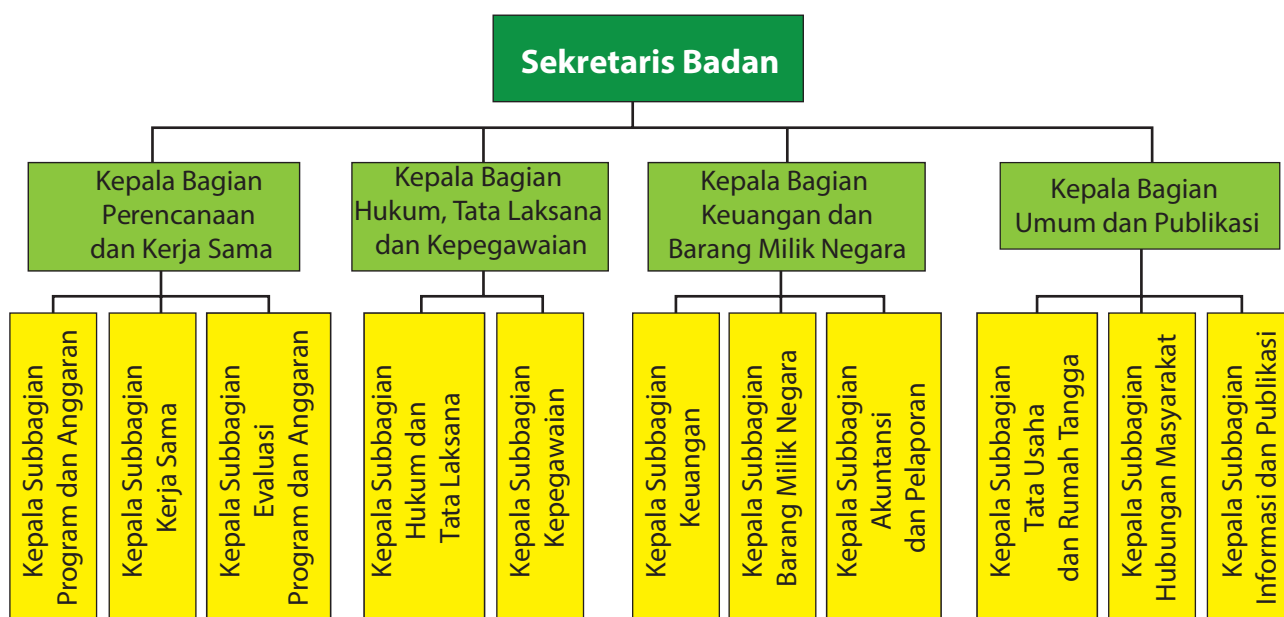 Sekretaris Badan
Kepala Bagian
Perencanaan
dan Kerja Sama
Kepala Bagian
Hukum, Tata Laksana
dan Kepegawaian
Kepala Bagian
Keuangan dan
Barang Milik Negara
Kepala Bagian
Umum dan Publikasi
Kepala Subbagian
Program dan Anggaran
Kepala Subbagian
Kerja Sama
Kepala Subbagian
Evaluasi
Program dan Anggaran
Kepala Subbagian
Hukum dan
Tata Laksana
Kepala Subbagian
Kepegawaian
Kepala Subbagian
Keuangan
Kepala Subbagian
Barang Milik Negara
Kepala Subbagian
Akuntansi
dan Pelaporan
Kepala Subbagian
Tata Usaha
dan Rumah Tangga
Kepala Subbagian
Hubungan Masyarakat
Kepala Subbagian
Informasi dan Publikasi